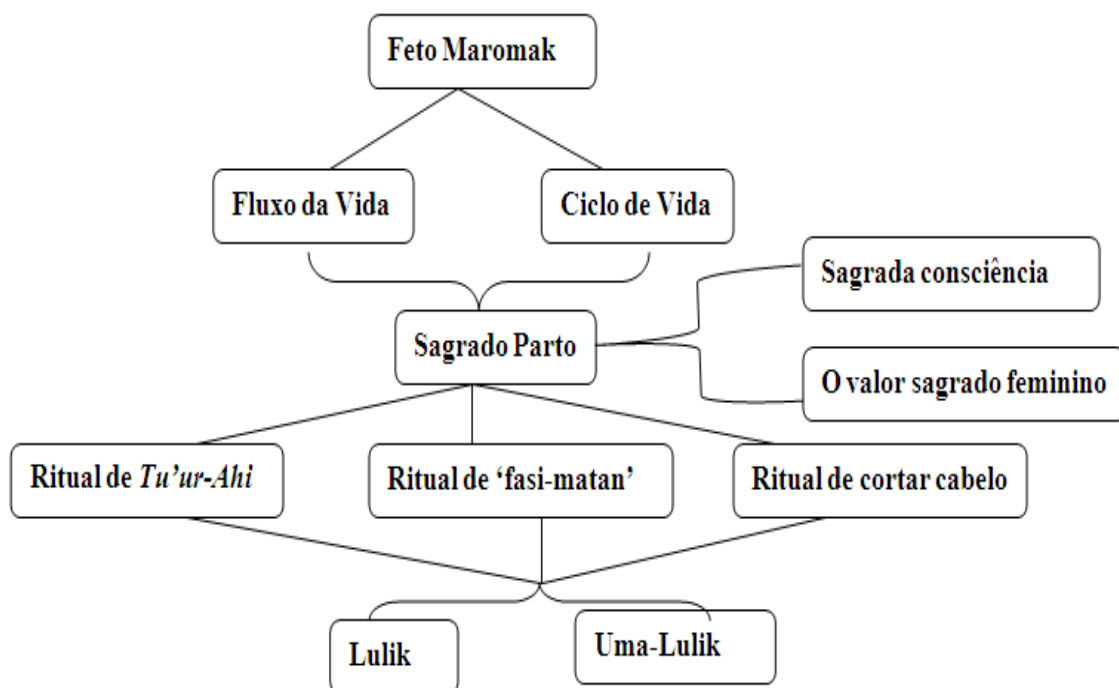 Feto Maromak
Fluxo da Vida
Ciclo de Vida
Sagrada consciência
Sagrado Parto
O valor sagrado feminino
Ritual de Tu’ur-Ahi
Ritual de ‘fasi-matan’
Ritual de cortar cabelo
Lulik
Uma-Lulik